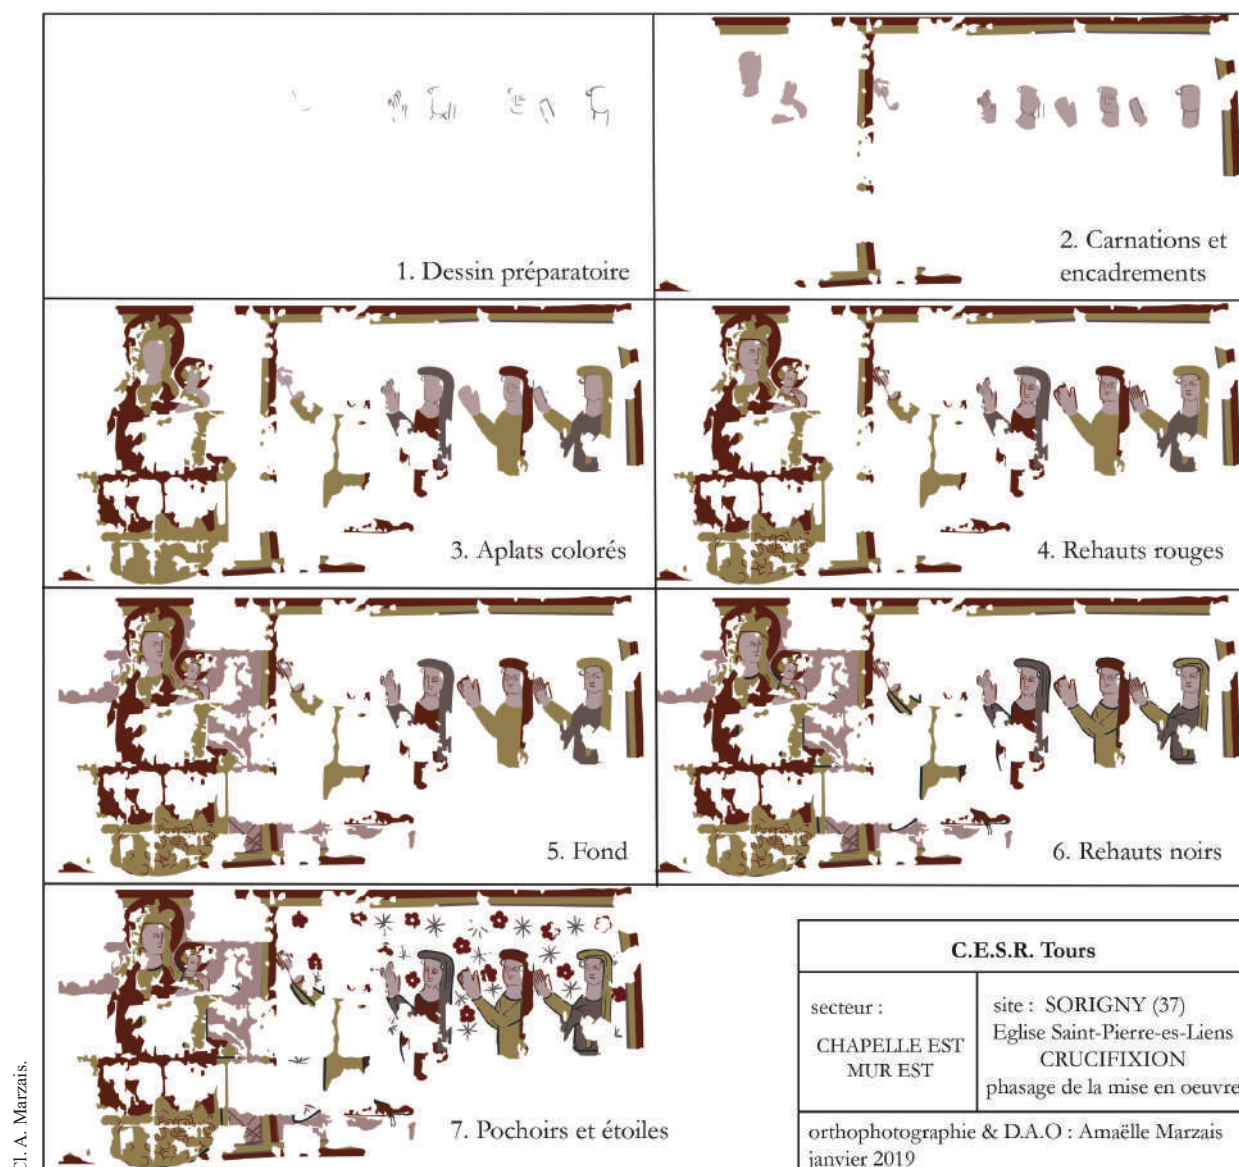 1. Dessin préparatoire
2. Carnations et
encadrements
3. Aplats colorés
4. Rehauts rouges
5. Fond
6. Rehauts noirs
7. Pochoirs et étoiles
C.E.S.R. Tours
secteur :
CHAPELLE EST
MUR EST
site : SORIGNY (37)
Eglise Saint-Pierre-es-Liens
CRUCIFIXION
phasage de la mise en oeuvre
orthophotographie & D.A.O : Amaëlle Marzais
janvier 2019
Cl. A. Marzais.